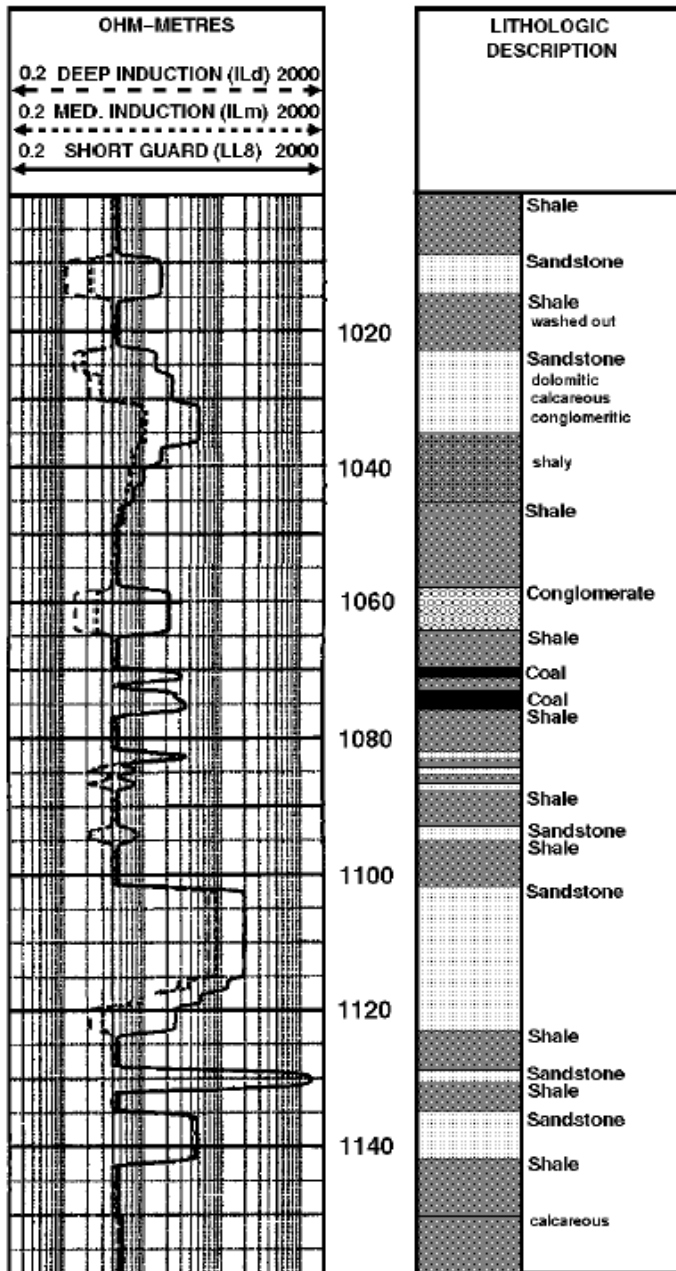 OHM-METRES
0.2 DEEP INDUCTION (ILd) 2000
0.2 MED. INDUCTION (ILm) 2000
0.2 SHORT GUARD (LL8) 2000
LITHOLOGIC
DESCRIPTION
Shale
Sandstone
Shale
washed out
1020
Sandstone
dolomitic
calcareous
conglomeritic
shaly
1040
Shale
Conglomerate
1060
Shale
Coal
Coal
Shale
1080
Shale
Sandstone
Shale
1100
Sandstone
1120
Shale
Sandstone
Shale
Sandstone
1140
Shale
calcareous